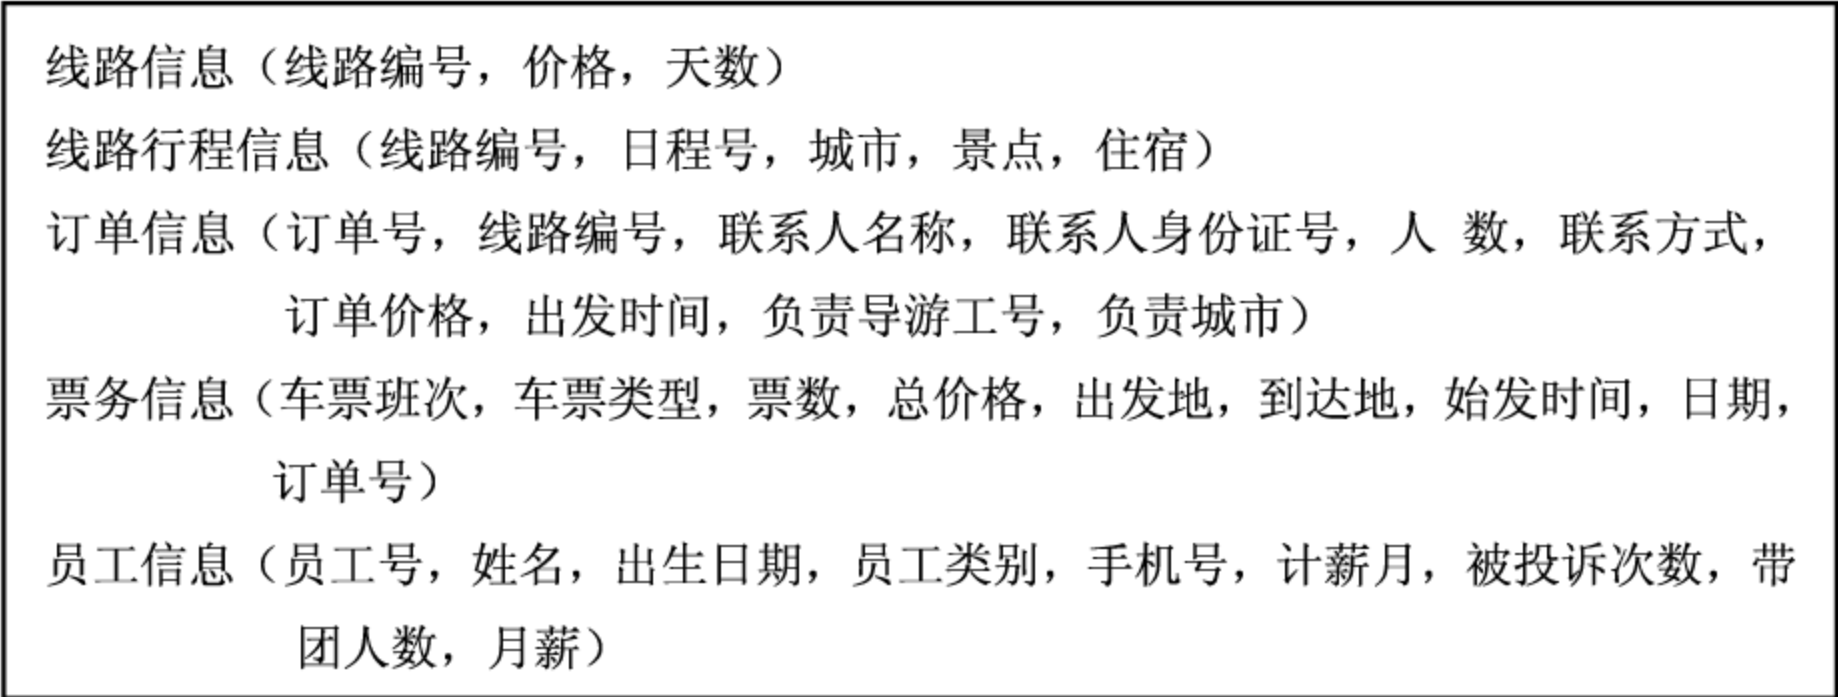 线路信息（线路编号，价格，天数）
线路行程信息（线路编号，日程号，城市，景点，住宿）
订单信息（订单号，线路编号，联系人名称，联系人身份证号，人 数，联系方式，
订单价格，出发时间，负责导游工号，负责城市）
票务信息（车票班次，车票类型，票数，总价格，出发地，到达地，始发时间，日期，
订单号）
员工信息（员工号，姓名，出生日期，员工类别，手机号，计薪月，被投诉次数，带
团人数，月薪）